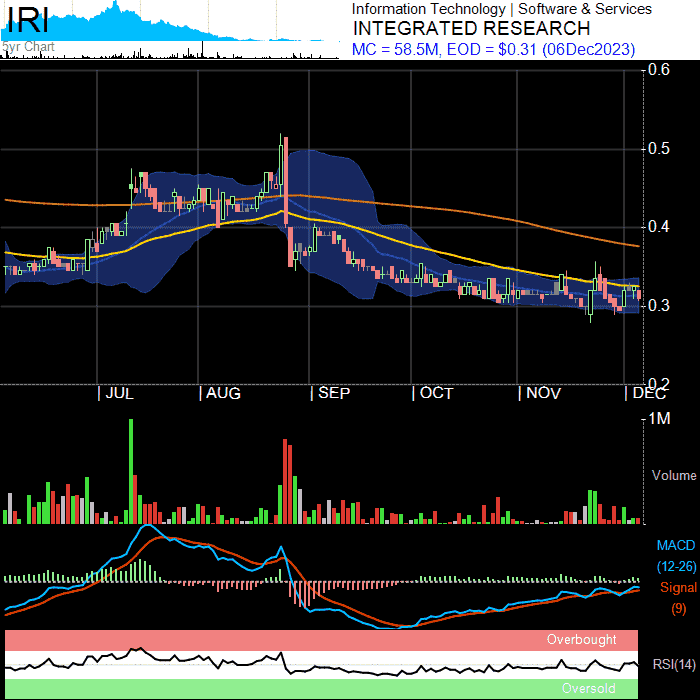 IRI
5yr Chart
Information Technology | Software & Services
INTEGRATED RESEARCH
MC = 58.5M, EOD = $0.31 (06Dec2023)
0.6
0.5
0.4
0.3
0.2
| JUL | AUG | SEP | OCT | NOV | DEC
1M
Volume
MACD
(12-26)
Signal
(9)
Overbought
RSI(14)
Oversold